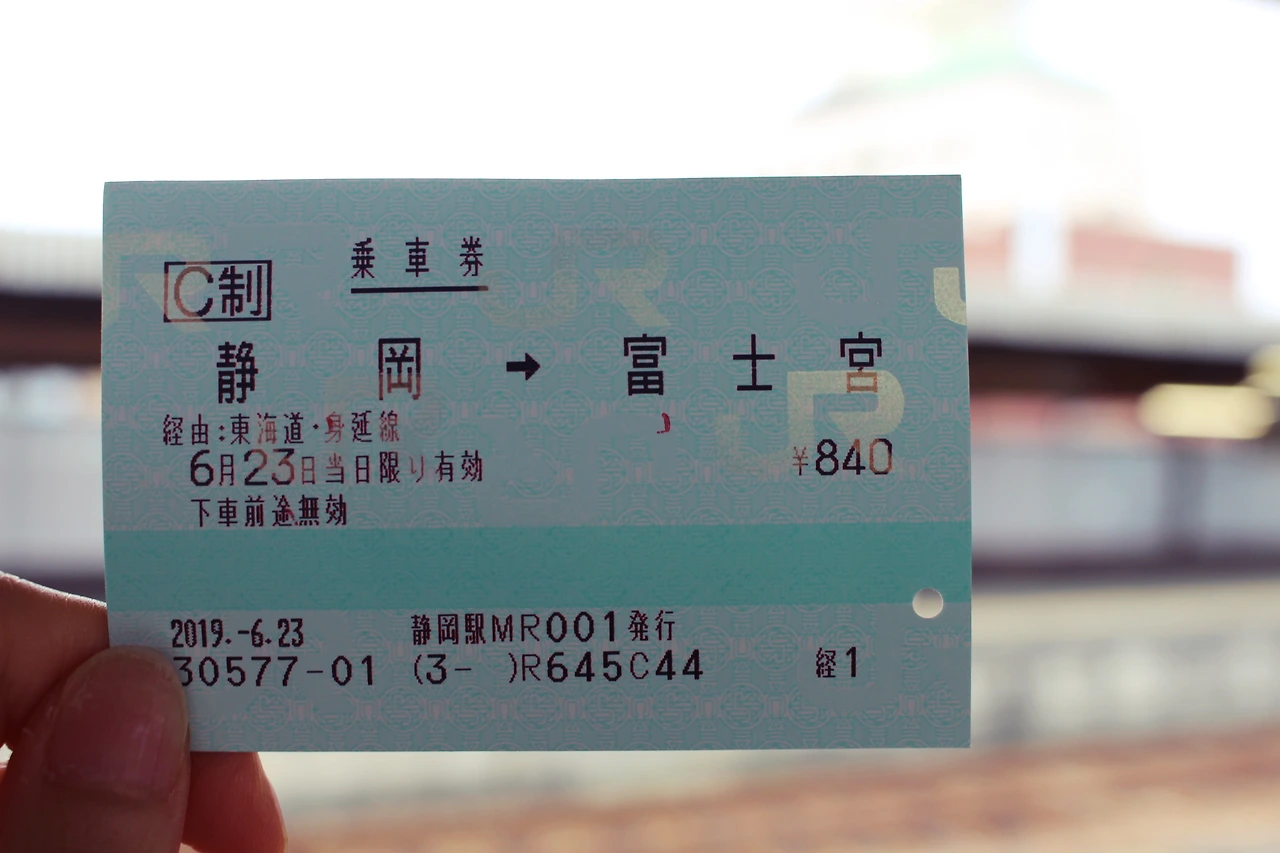 乗車券
C制
静岡➡富士宮
経由:東海道・身延線
6月23日当日限り有効 ¥840
下車前途無効
2019.-6.23 静岡駅MR001発行
30577-01 (3- )R645C44 経1